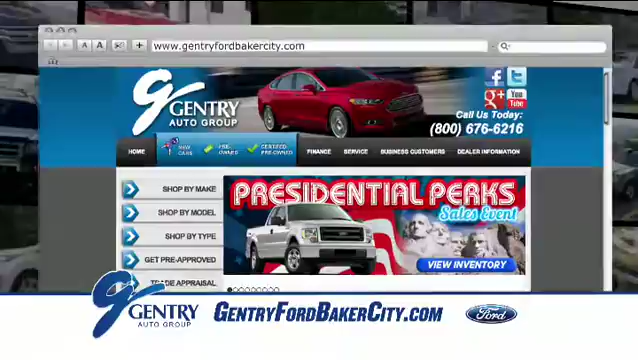 A A + www.gentryfordbakercity.com
GENTRY
AUTO GROUP
f t
g+ You Tube
Call Us Today:
(800) 676-6216
HOME NEW CARS PRE-OWNED CERTIFIED PRE-OWNED FINANCE SERVICE BUSINESS CUSTOMERS DEALER INFORMATION
SHOP BY MAKE
SHOP BY MODEL
SHOP BY TYPE
GET PRE-APPROVED
TRADE APPRAISAL
PRESIDENTIAL PERKS
Sales Event
VIEW INVENTORY
GENTRY
AUTO GROUP
GENTRYFORDBAKERCITY.COM
Ford